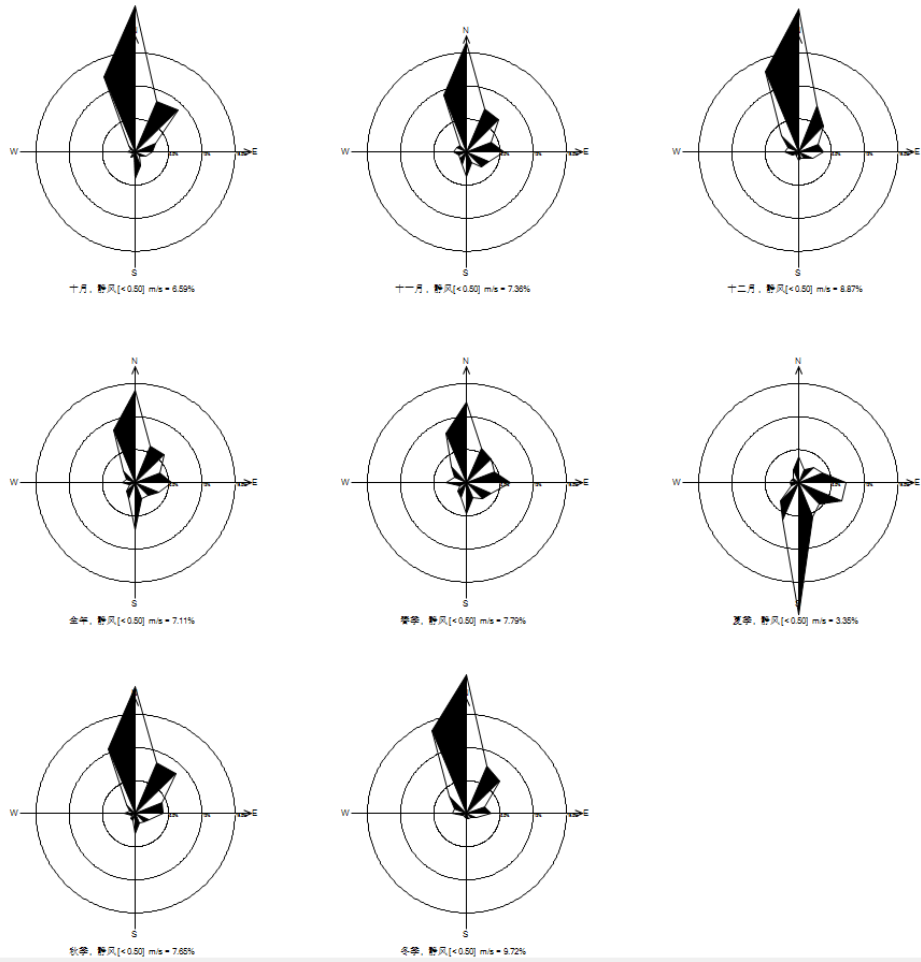 N
W E
S
十月，静风[<0.50] m/s = 6.59%
N
W E
S
十一月，静风[<0.50] m/s = 7.36%
N
W E
S
十二月，静风[<0.50] m/s = 8.87%
N
W E
S
全年，静风[<0.50] m/s = 7.11%
N
W E
S
春季，静风[<0.50] m/s = 7.79%
N
W E
S
夏季，静风[<0.50] m/s = 3.35%
W E
S
秋季，静风[<0.50] m/s = 7.65%
N
W E
S
冬季，静风[<0.50] m/s = 9.72%